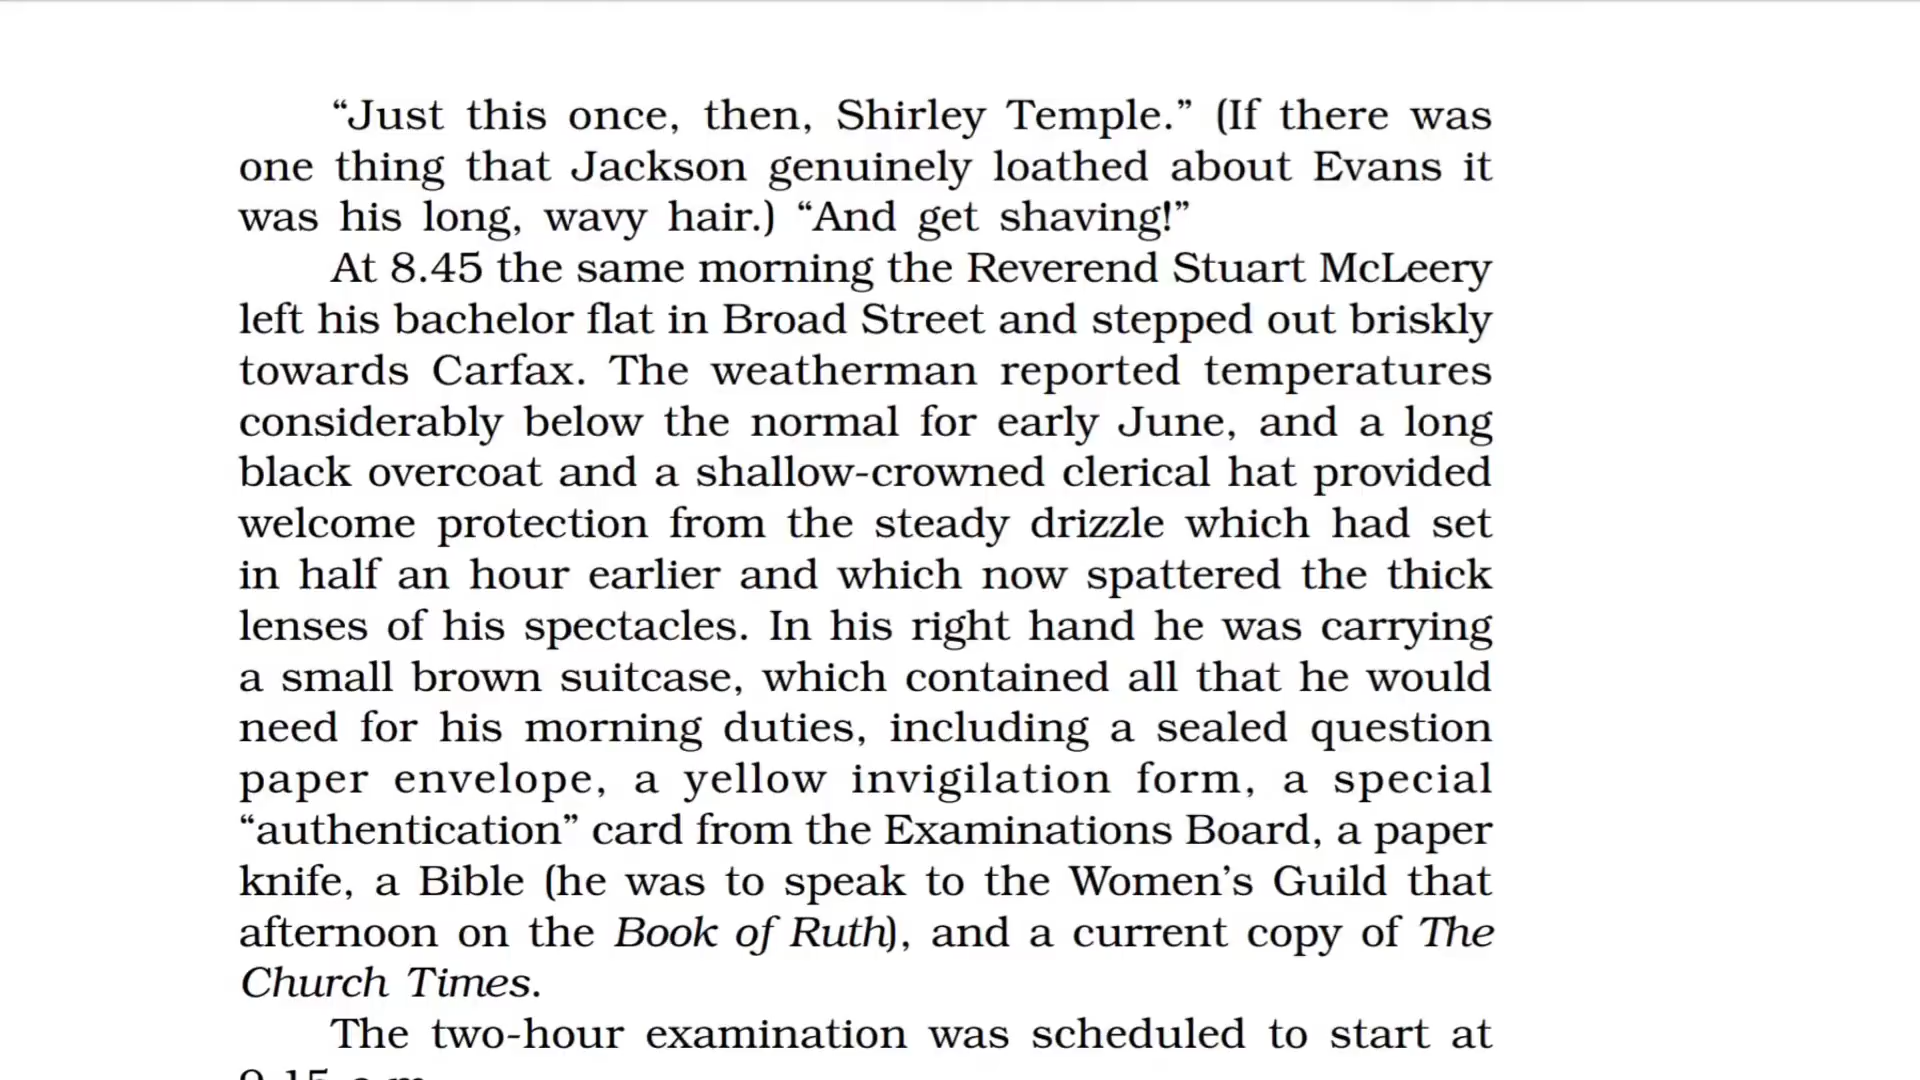 “Just this once, then, Shirley Temple.” (If there was
one thing that Jackson genuinely loathed about Evans it
was his long, wavy hair.) “And get shaving!”
At 8.45 the same morning the Reverend Stuart McLeery
left his bachelor flat in Broad Street and stepped out briskly
towards Carfax. The weatherman reported temperatures
considerably below the normal for early June, and a long
black overcoat and a shallow-crowned clerical hat provided
welcome protection from the steady drizzle which had set
in half an hour earlier and which now spattered the thick
lenses of his spectacles. In his right hand he was carrying
a small brown suitcase, which contained all that he would
need for his morning duties, including a sealed question
paper envelope, a yellow invigilation form, a special
“authentication” card from the Examinations Board, a paper
knife, a Bible (he was to speak to the Women’s Guild that
afternoon on the Book of Ruth), and a current copy of The
Church Times.
The two-hour examination was scheduled to start at